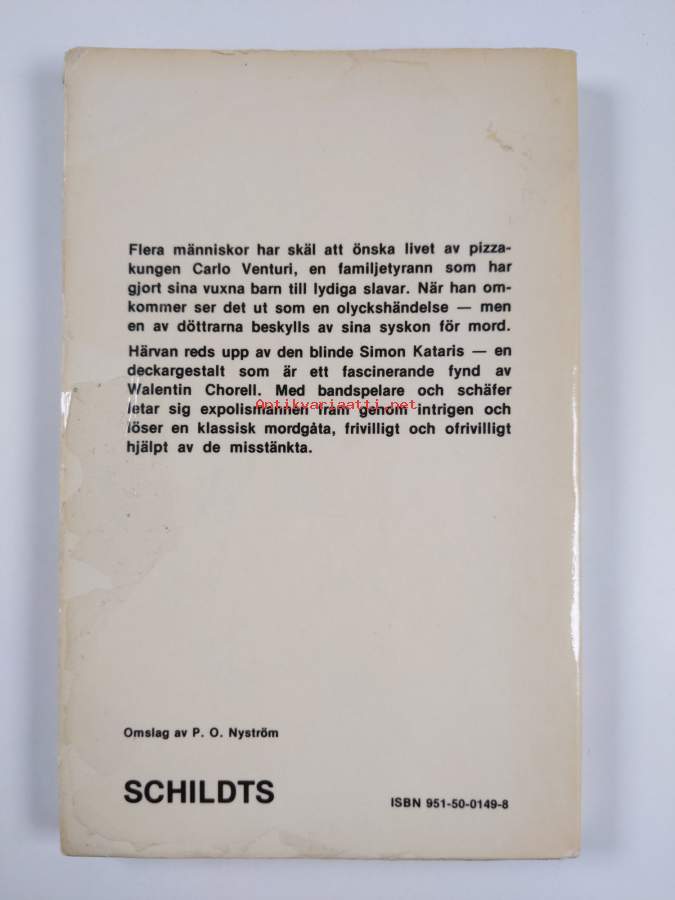 Flera människor har skäl att önska livet av pizza-
kungen Carlo Venturi, en familjetyrann som har
gjort sina vuxna barn till lydiga slavar. När han om-
kommer ser det ut som en olyckshändelse — men
en av döttrarna beskylls av sina syskon för mord.
Härvan reds upp av den blinde Simon Kataris — en
deckargestalt som är ett fascinerande fynd av
Walentin Chorell. Med bandspelare och schäfer
letar sig expolismannen fram genom intrigen och
Antikvariaatti.net
löser en klassisk mordgåta, frivilligt och ofrivilligt
hjälpt av de misstänkta.
Omslag av P. O. Nyström
SCHILDTS
ISBN 951-50-0149-8